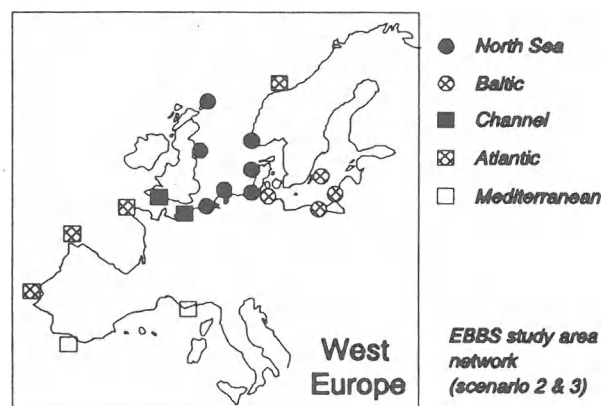 North Sea
Baltic
Channel
Atlantic
Mediterranean
West
Europe
EBBS study area
network
(scenario 2 & 3)